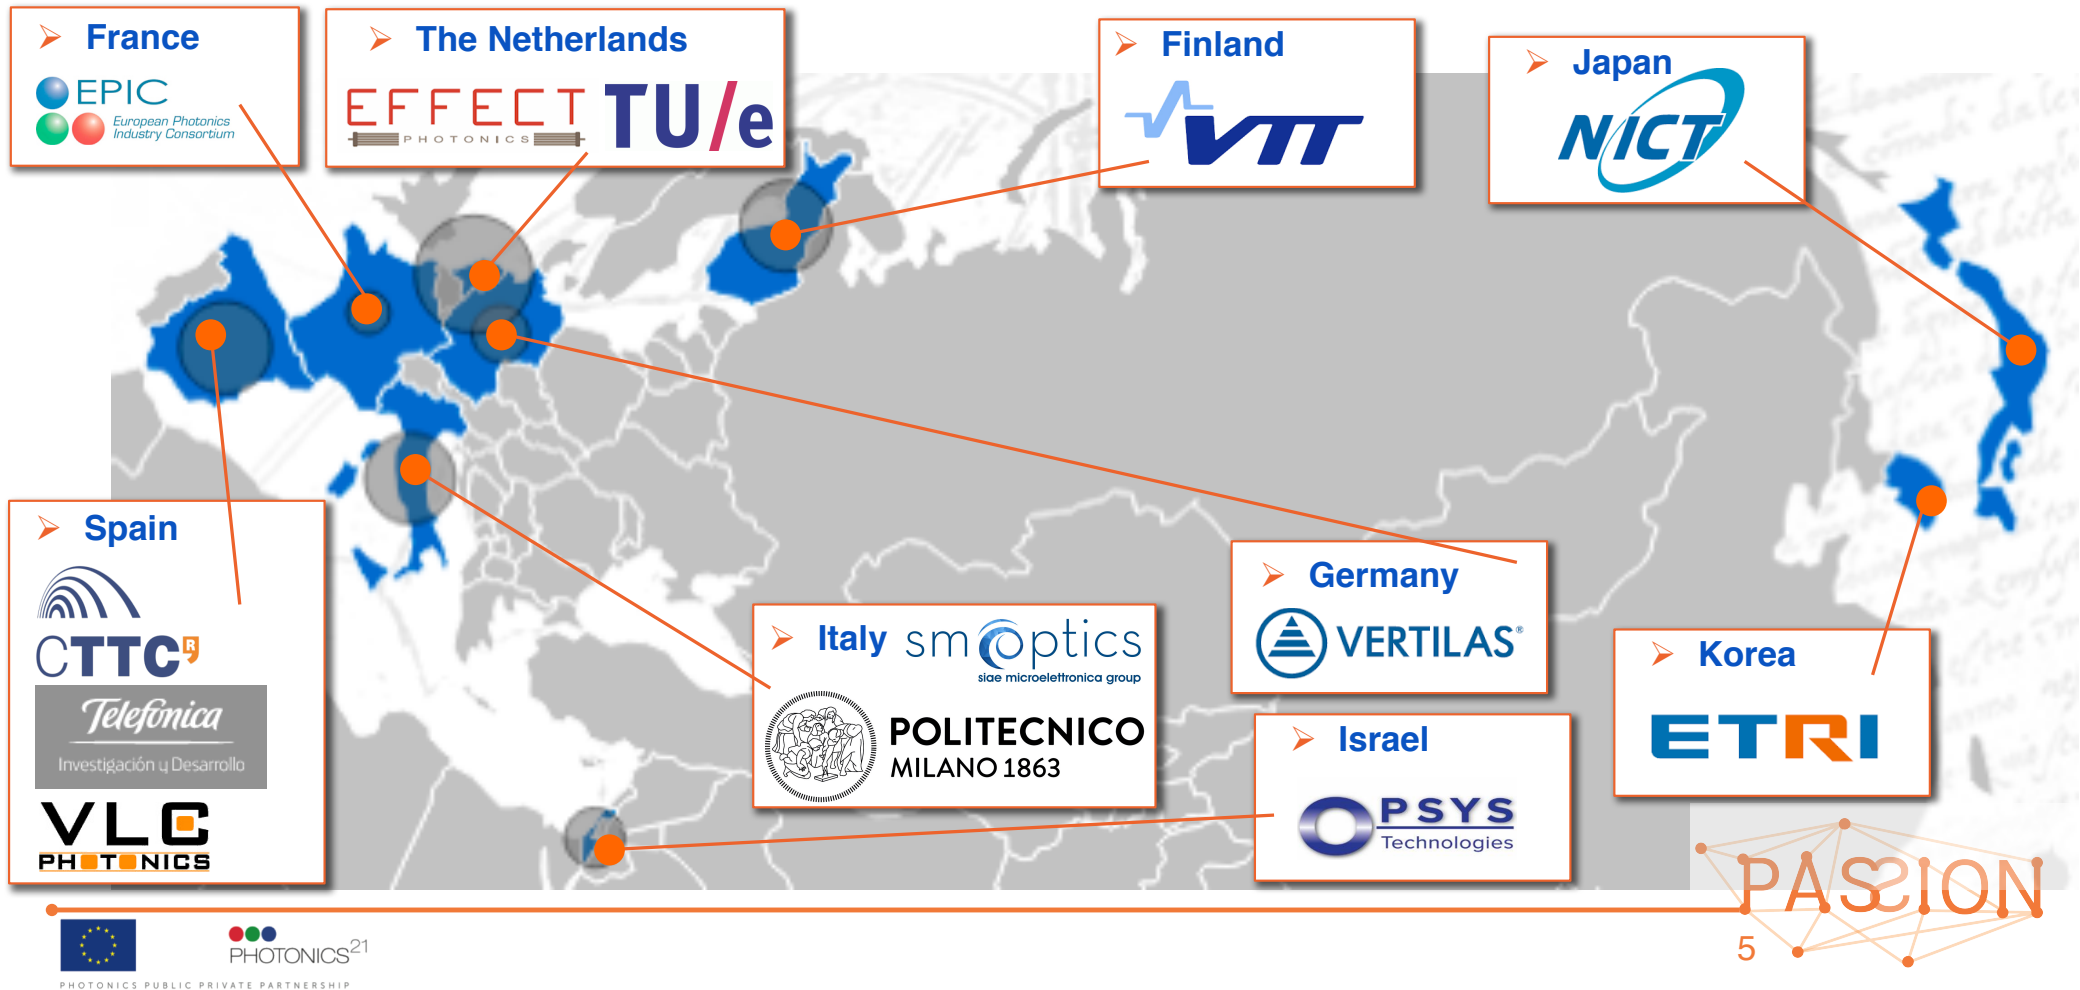 France
EPIC
European Photonics
Industry Consortium
The Netherlands
EFFECT
PHOTONICS
TU/e
Finland
VTT
Japan
NICT
Spain
CTTC R
Telefónica
Investigación y Desarrollo
VLC
PHOTONICS
Italy
sm optics
siae microelettronica group
POLITECNICO
MILANO 1863
Germany
VERTILAS®
Israel
OPSYS
Technologies
Korea
ETRI
PASSION
5
PHOTONICS21
PHOTONICS PUBLIC PRIVATE PARTNERSHIP